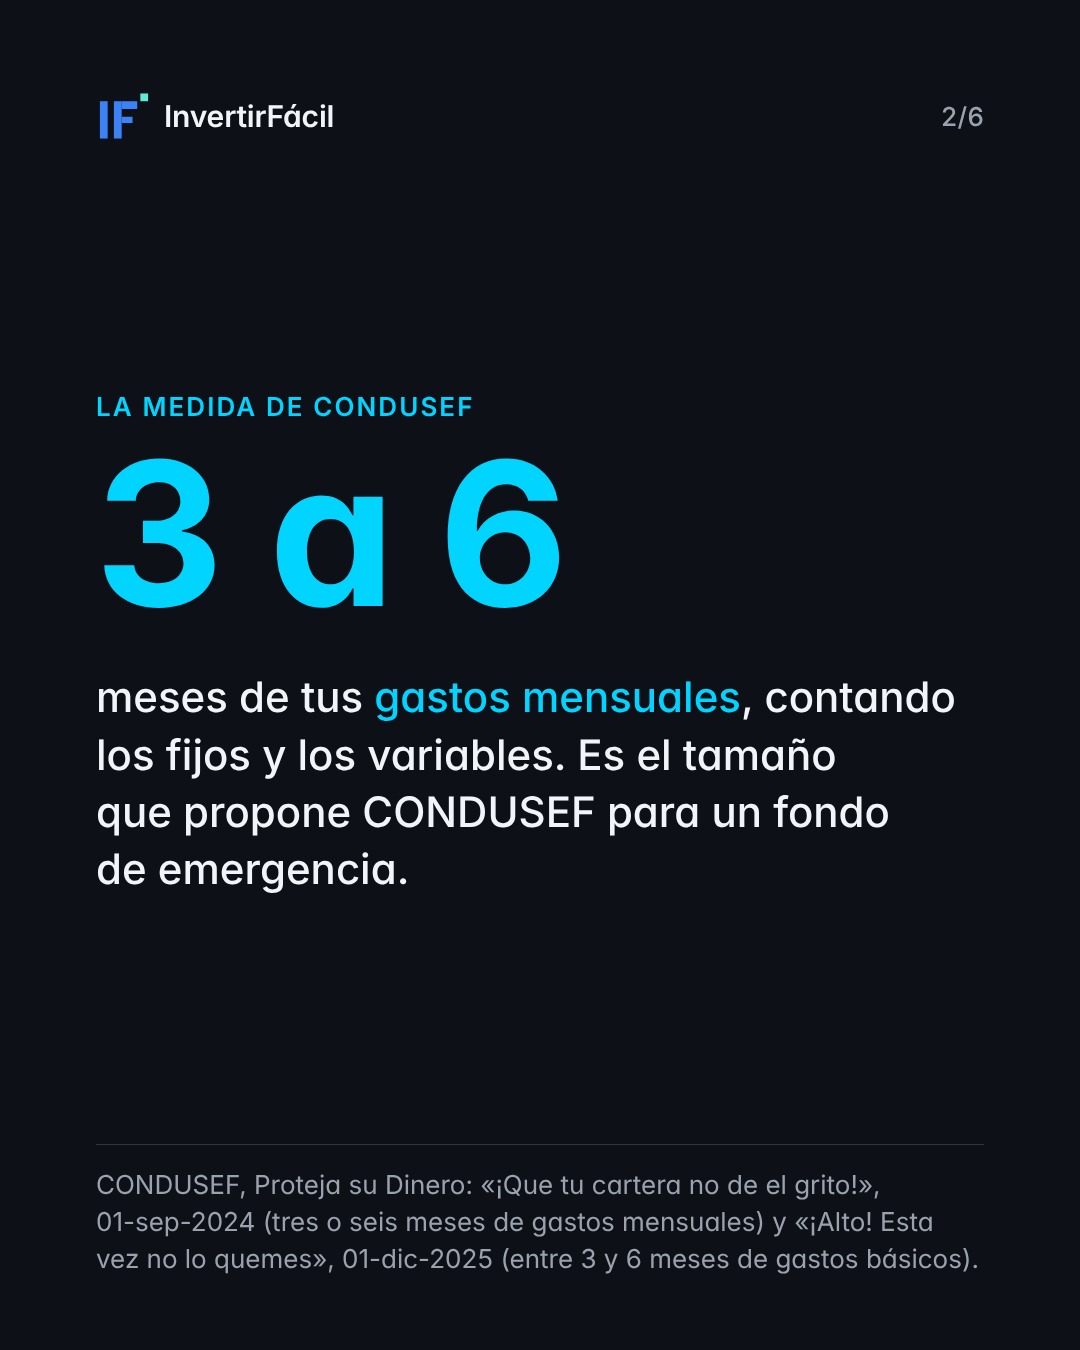 IF InvertirFácil
2/6
LA MEDIDA DE CONDUSEF
3 a 6
meses de tus gastos mensuales, contando
los fijos y los variables. Es el tamaño
que propone CONDUSEF para un fondo
de emergencia.
CONDUSEF, Proteja su Dinero: «¡Que tu cartera no de el grito!»,
01-sep-2024 (tres o seis meses de gastos mensuales) y «¡Alto! Esta
vez no lo quemes», 01-dic-2025 (entre 3 y 6 meses de gastos básicos).